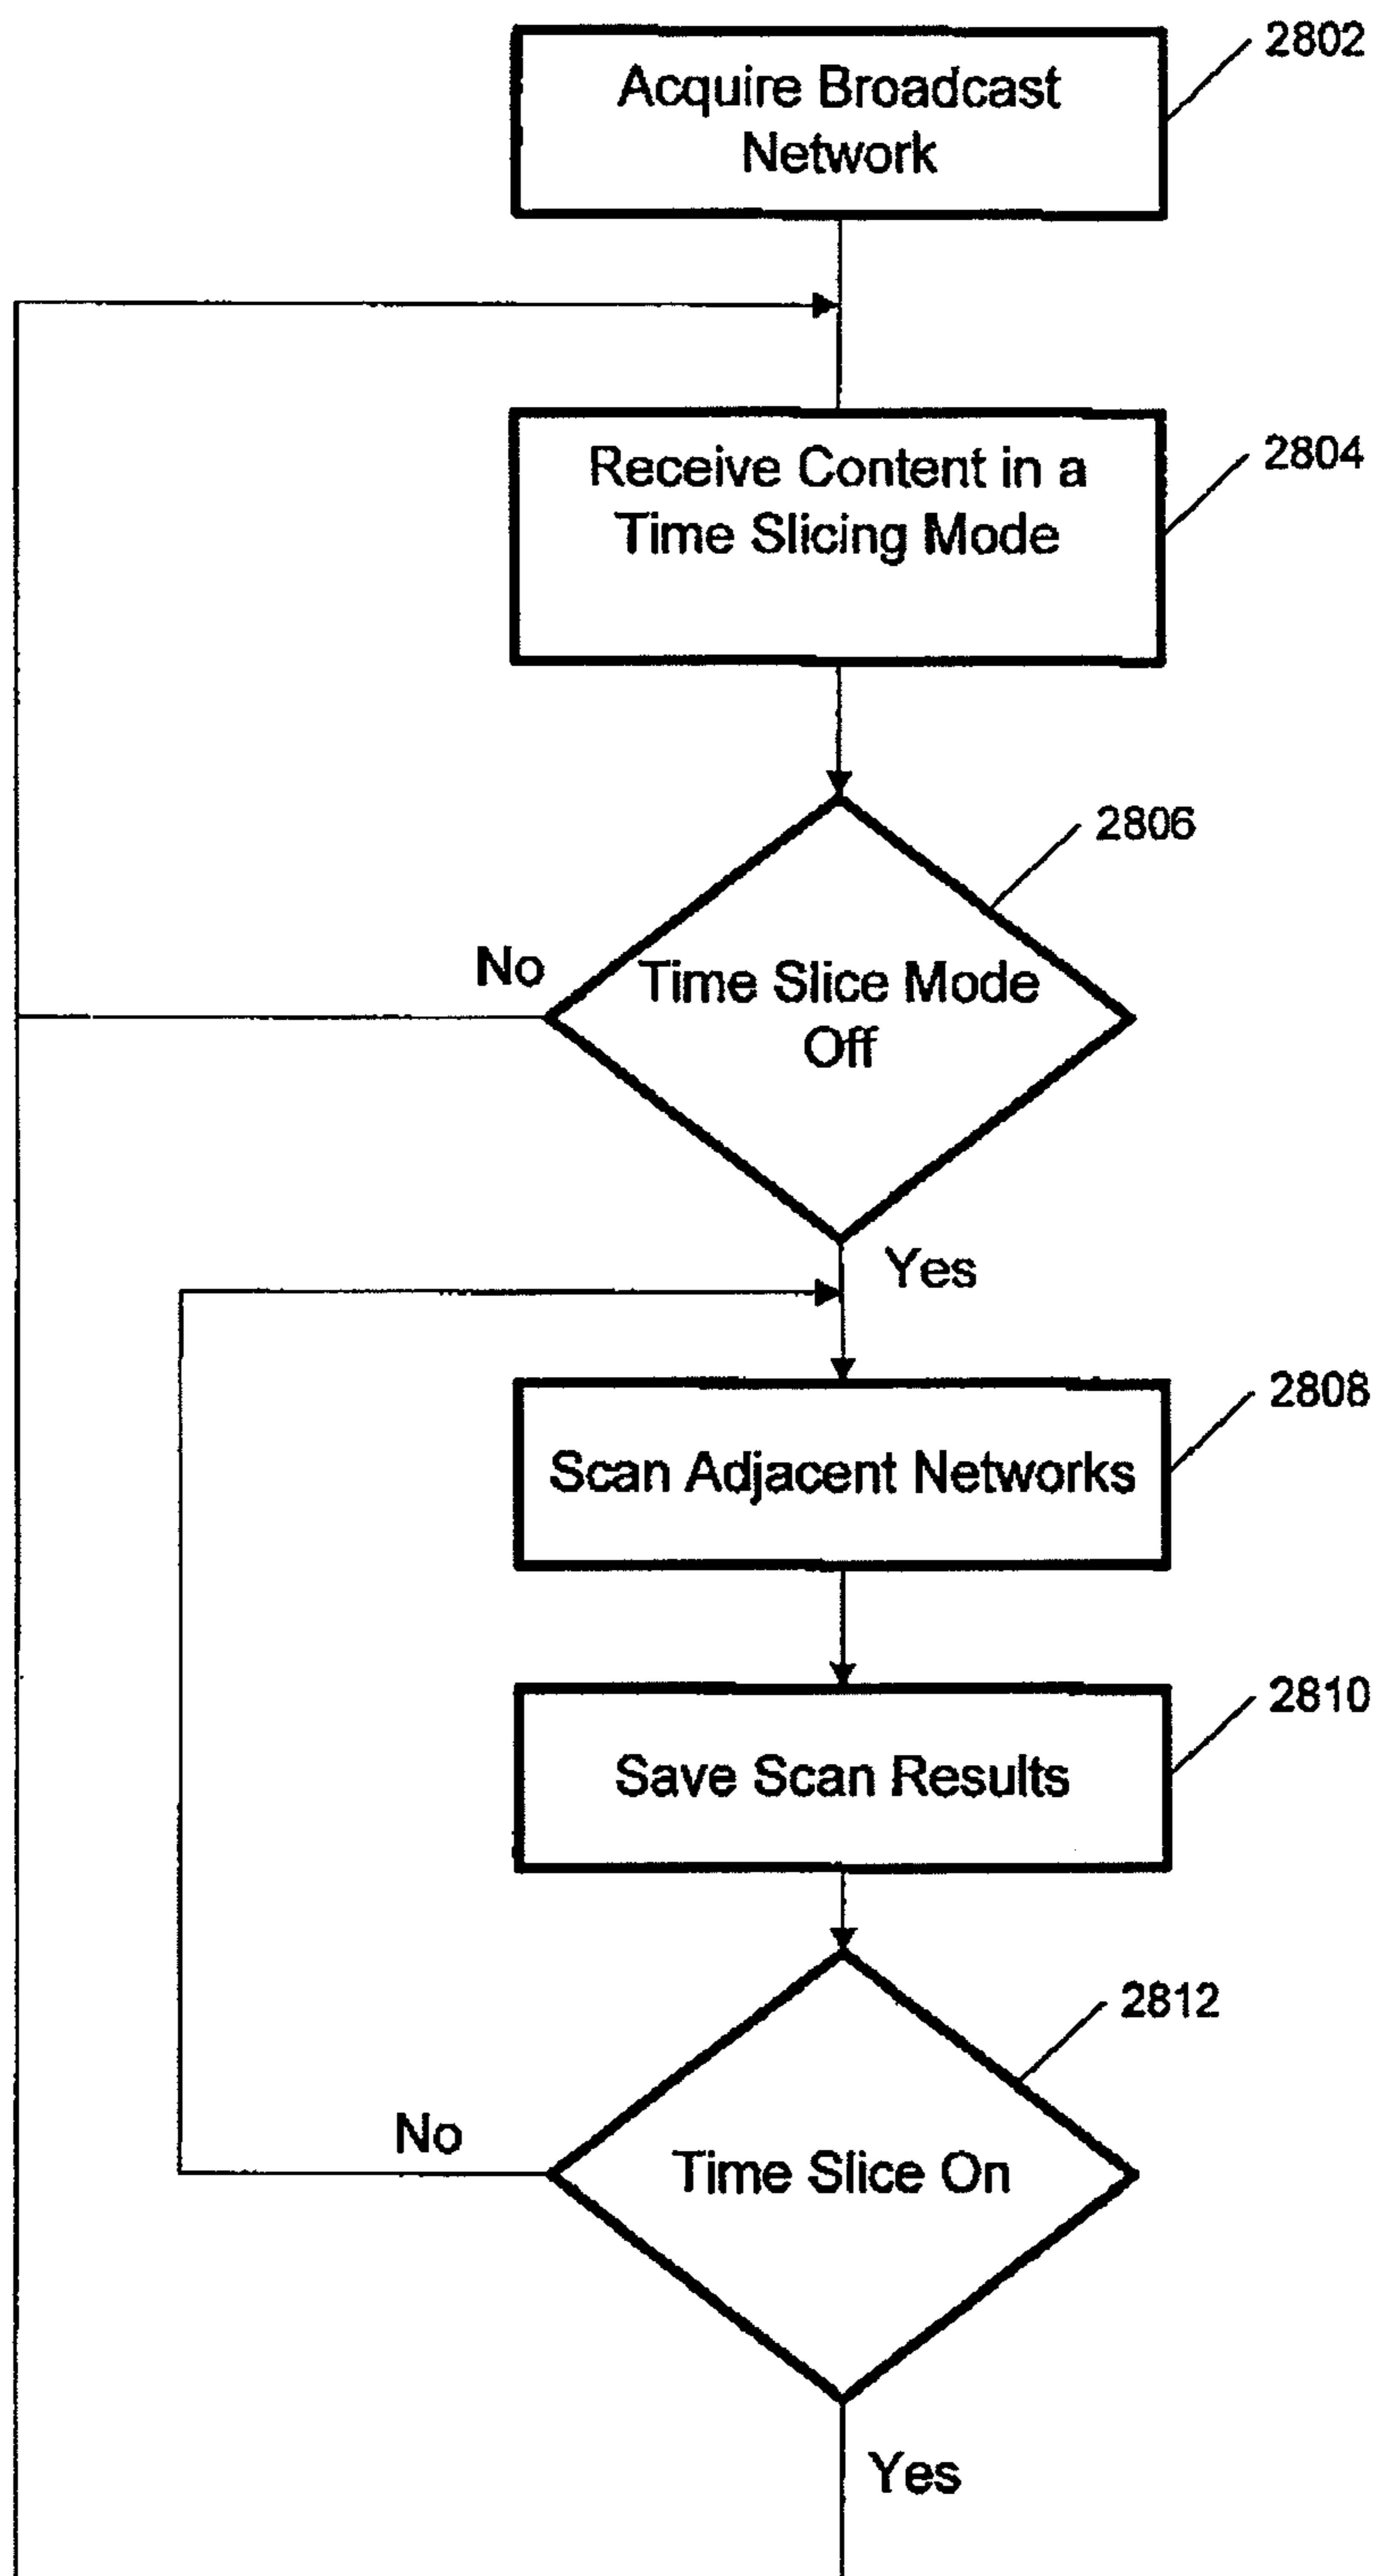 2802
Acquire Broadcast
Network
2804
Receive Content in a
Time Slicing Mode
2806
No
Time Slice Mode
Off
Yes
2808
Scan Adjacent Networks
2810
Save Scan Results
2812
No
Time Slice On
Yes